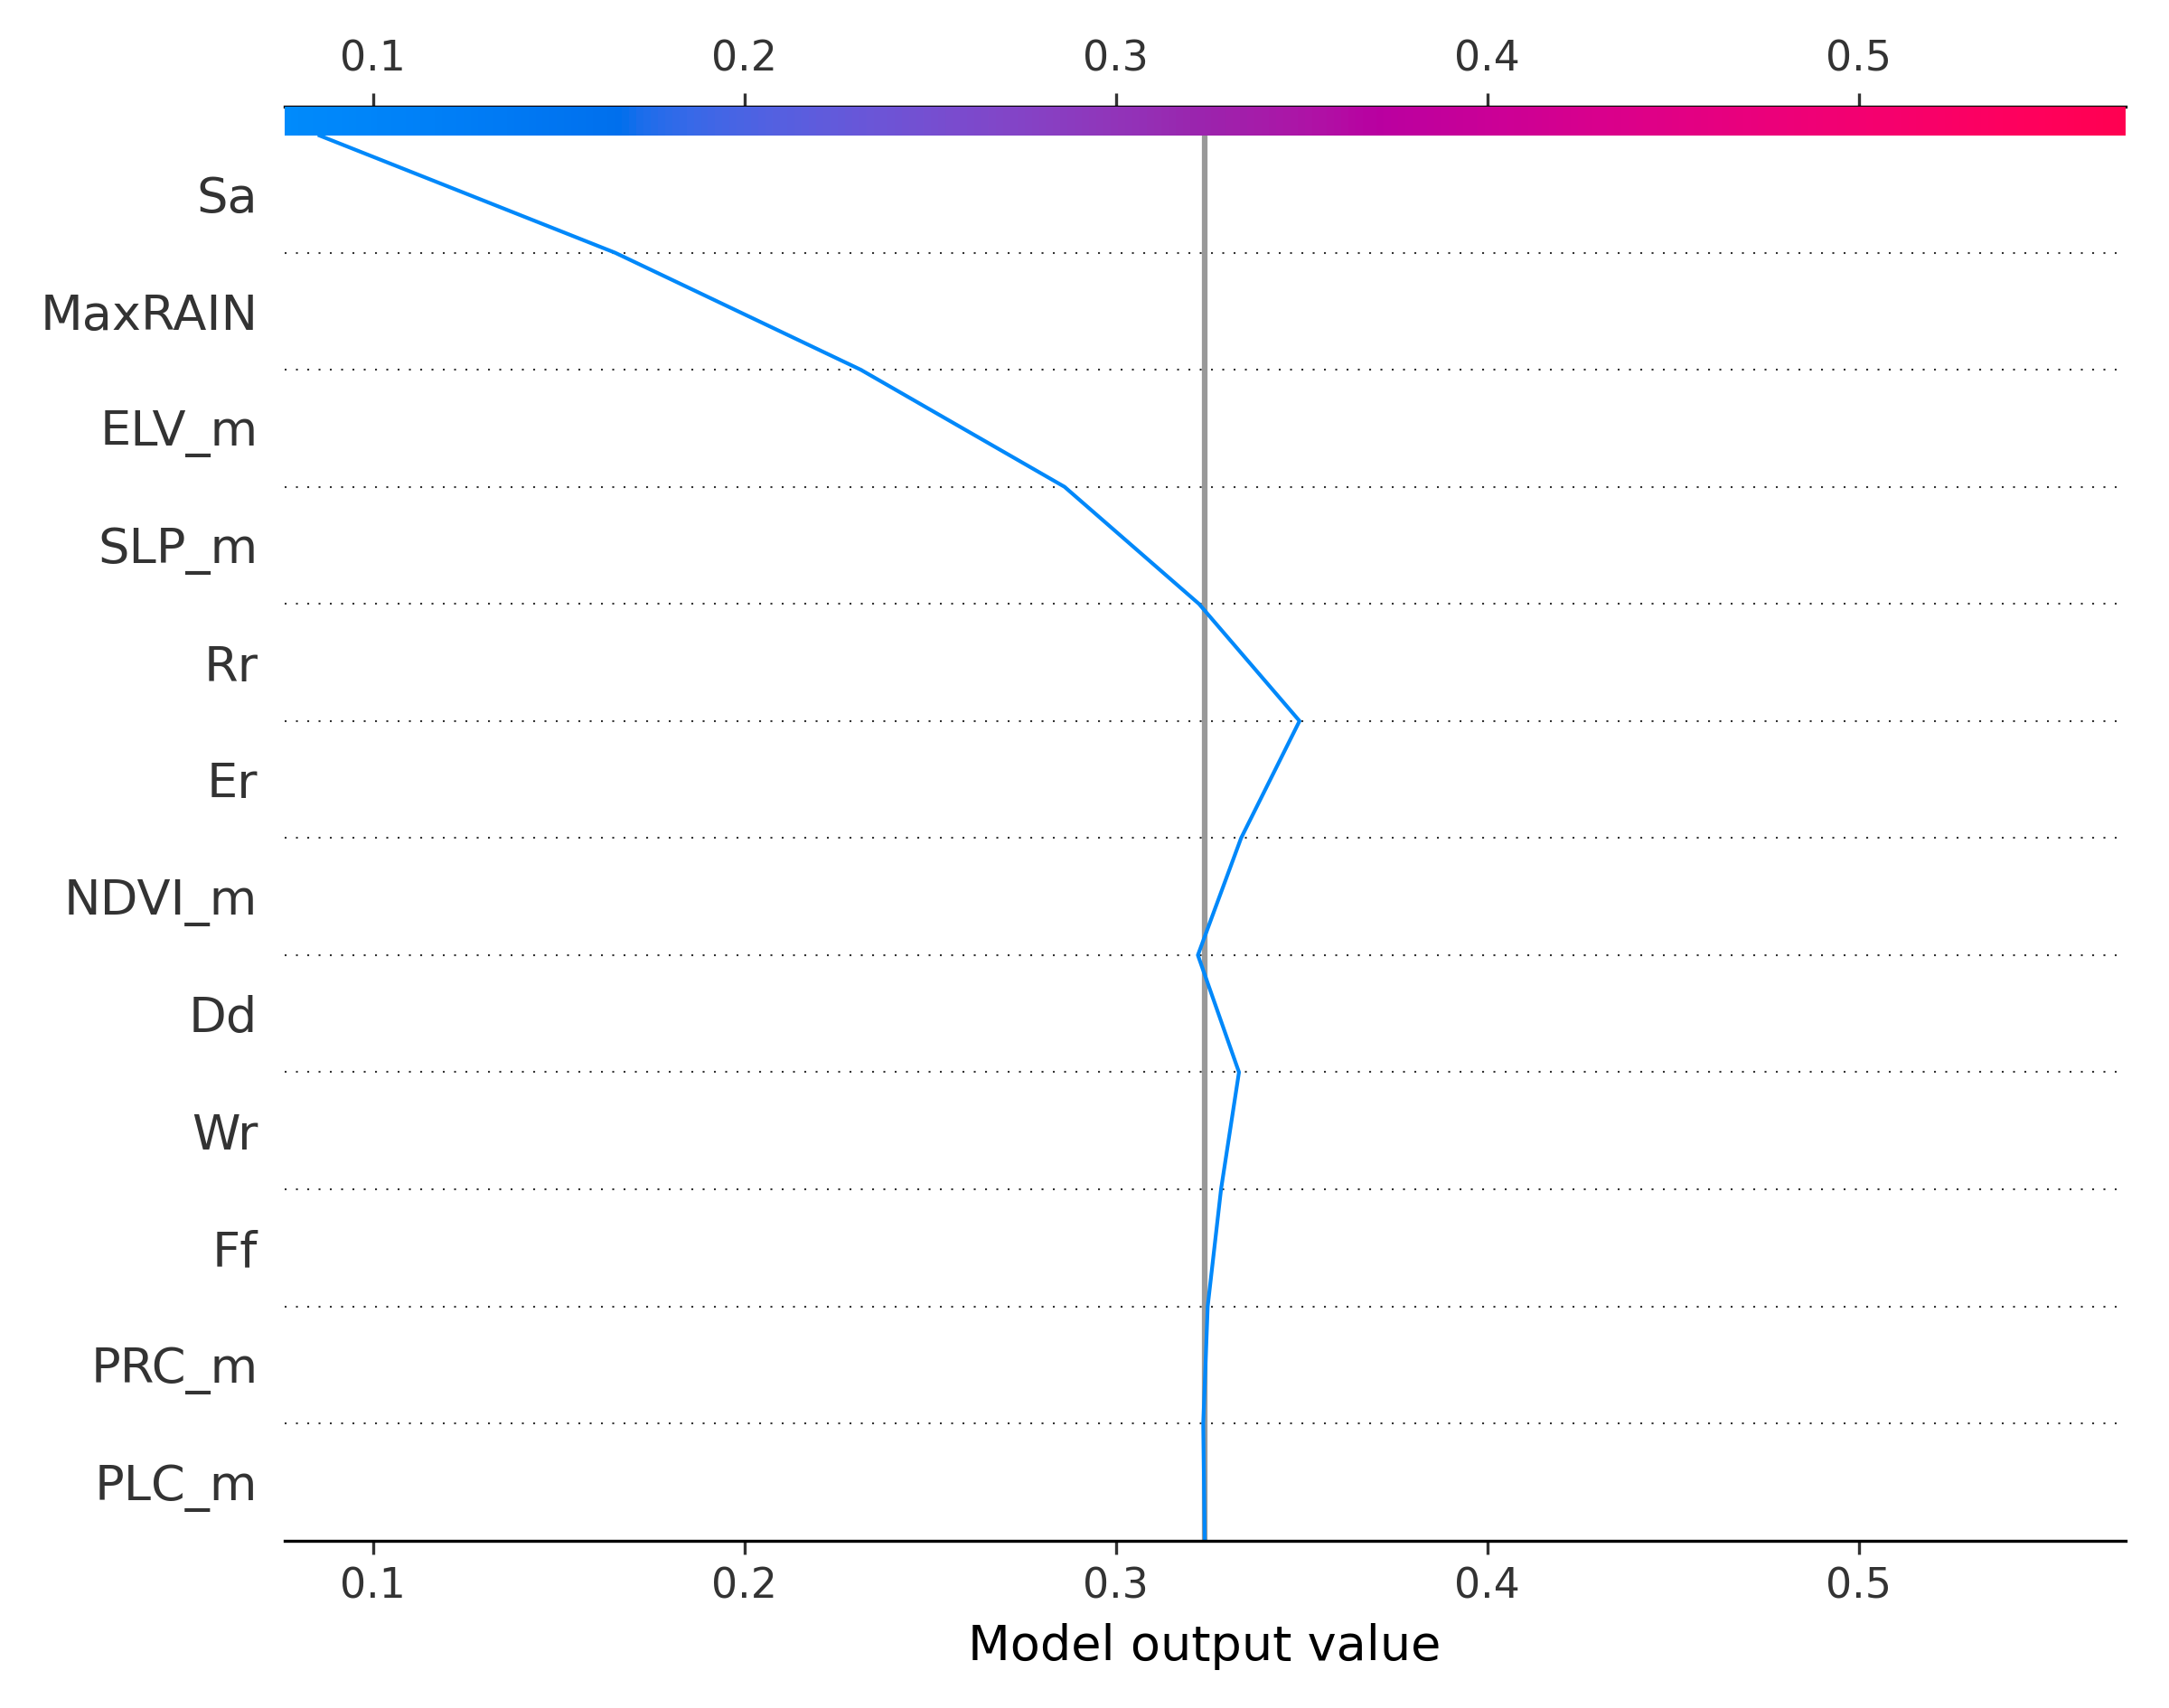 0.1 0.2 0.3 0.4 0.5
Sa
MaxRAIN
ELV_m
SLP_m
Rr
Er
NDVI_m
Dd
Wr
Ff
PRC_m
PLC_m
0.1 0.2 0.3 0.4 0.5
Model output value